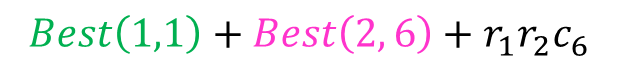 Best(1,1) + Best(2, 6) + r₁r₂c₆